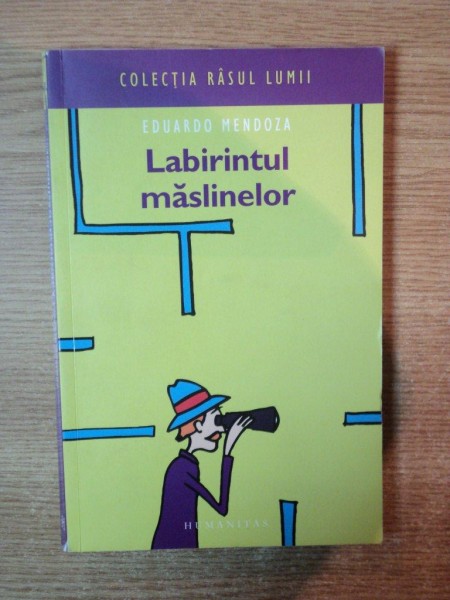 COLECȚIA RÂSUL LUMII
EDUARDO MENDOZA
Labirintul
măslinelor
HUMANITAS